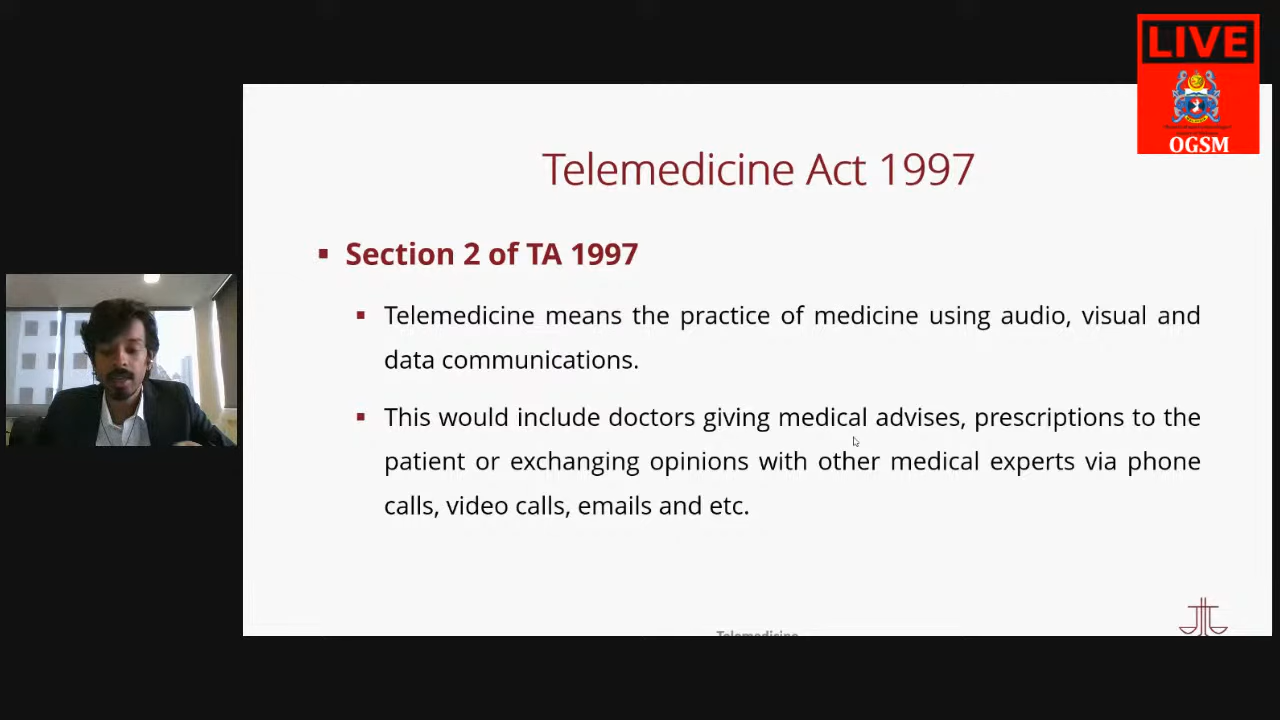 LIVE
OGSM
Telemedicine Act 1997
Section 2 of TA 1997
Telemedicine means the practice of medicine using audio, visual and
data communications.
This would include doctors giving medical advises, prescriptions to the
patient or exchanging opinions with other medical experts via phone
calls, video calls, emails and etc.
Telemedicine